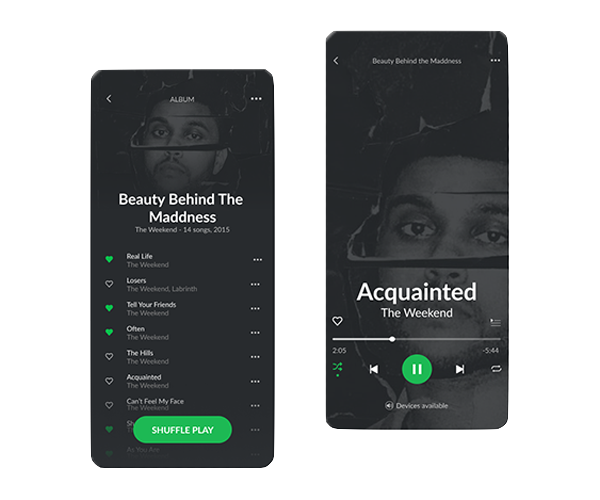 ALBUM
Beauty Behind The
Maddness
The Weekend - 14 songs, 2015
Real Life
The Weekend
Losers
The Weekend, Labrinth
Tell Your Friends
The Weekend
Often
The Weekend
The Hills
The Weekend
Acquainted
The Weekend
Can't Feel My Face
The Weekend
SHUFFLE PLAY
As You Are
Beauty Behind the Maddness
Acquainted
The Weekend
2:05
-5:44
Devices available